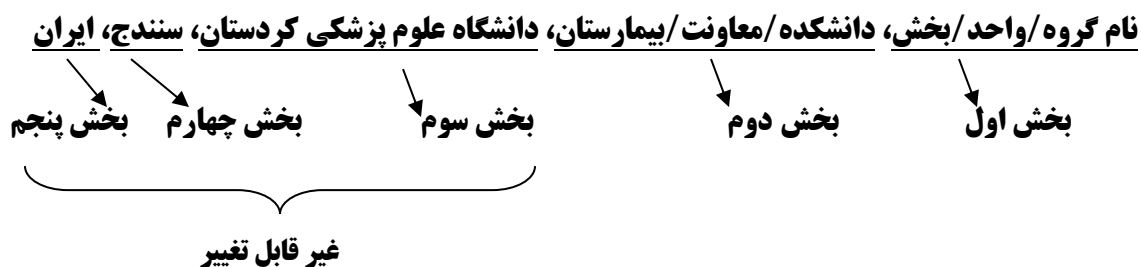 نام گروه/واحد/بخش، دانشکده/معاونت/بیمارستان، دانشگاه علوم پزشکی کردستان، سنندج، ایران
بخش اول بخش دوم بخش سوم بخش چهارم بخش پنجم
غیر قابل تغییر